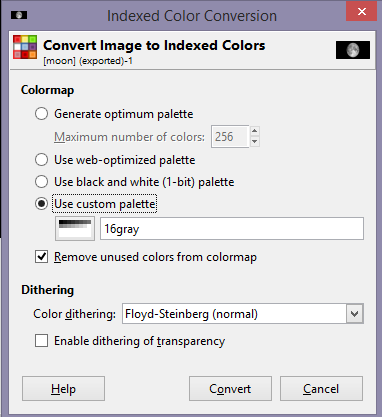 Indexed Color Conversion
Convert Image to Indexed Colors
[moon] (exported)-1
Colormap
Generate optimum palette
Maximum number of colors: 256
Use web-optimized palette
Use black and white (1-bit) palette
Use custom palette
16gray
Remove unused colors from colormap
Dithering
Color dithering: Floyd-Steinberg (normal)
Enable dithering of transparency
Help Convert Cancel